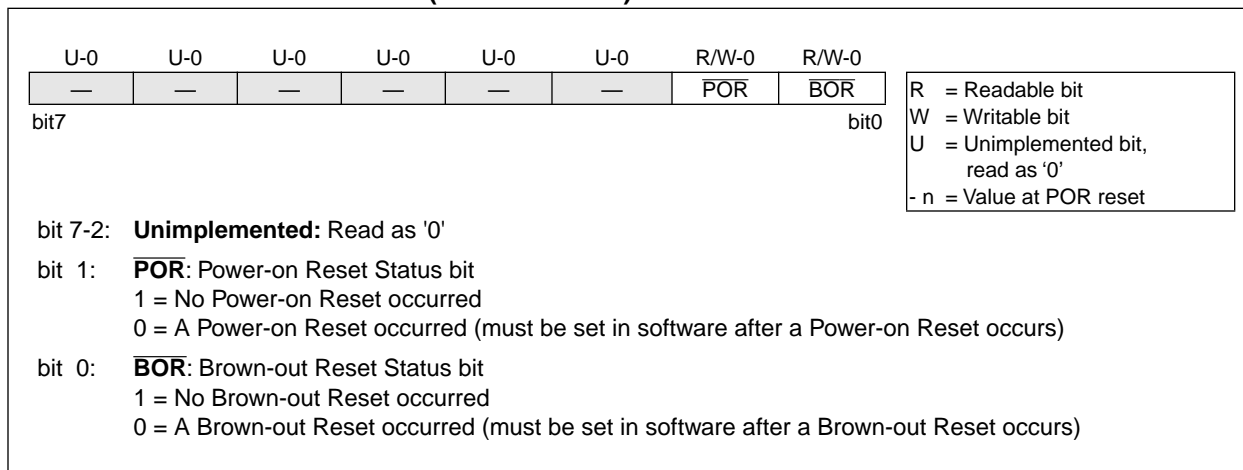 U-0 U-0 U-0 U-0 U-0 U-0 R/W-0 R/W-0
— — — — — — P̅O̅R̅ B̅O̅R̅
bit7 bit0
R = Readable bit
W = Writable bit
U = Unimplemented bit,
read as ‘0’
- n = Value at POR reset
bit 7-2: Unimplemented: Read as '0'
bit 1: P̅O̅R̅: Power-on Reset Status bit
1 = No Power-on Reset occurred
0 = A Power-on Reset occurred (must be set in software after a Power-on Reset occurs)
bit 0: B̅O̅R̅: Brown-out Reset Status bit
1 = No Brown-out Reset occurred
0 = A Brown-out Reset occurred (must be set in software after a Brown-out Reset occurs)